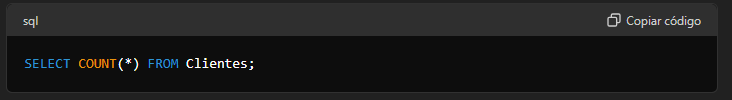 sql
Copiar código
SELECT COUNT(*) FROM Clientes;